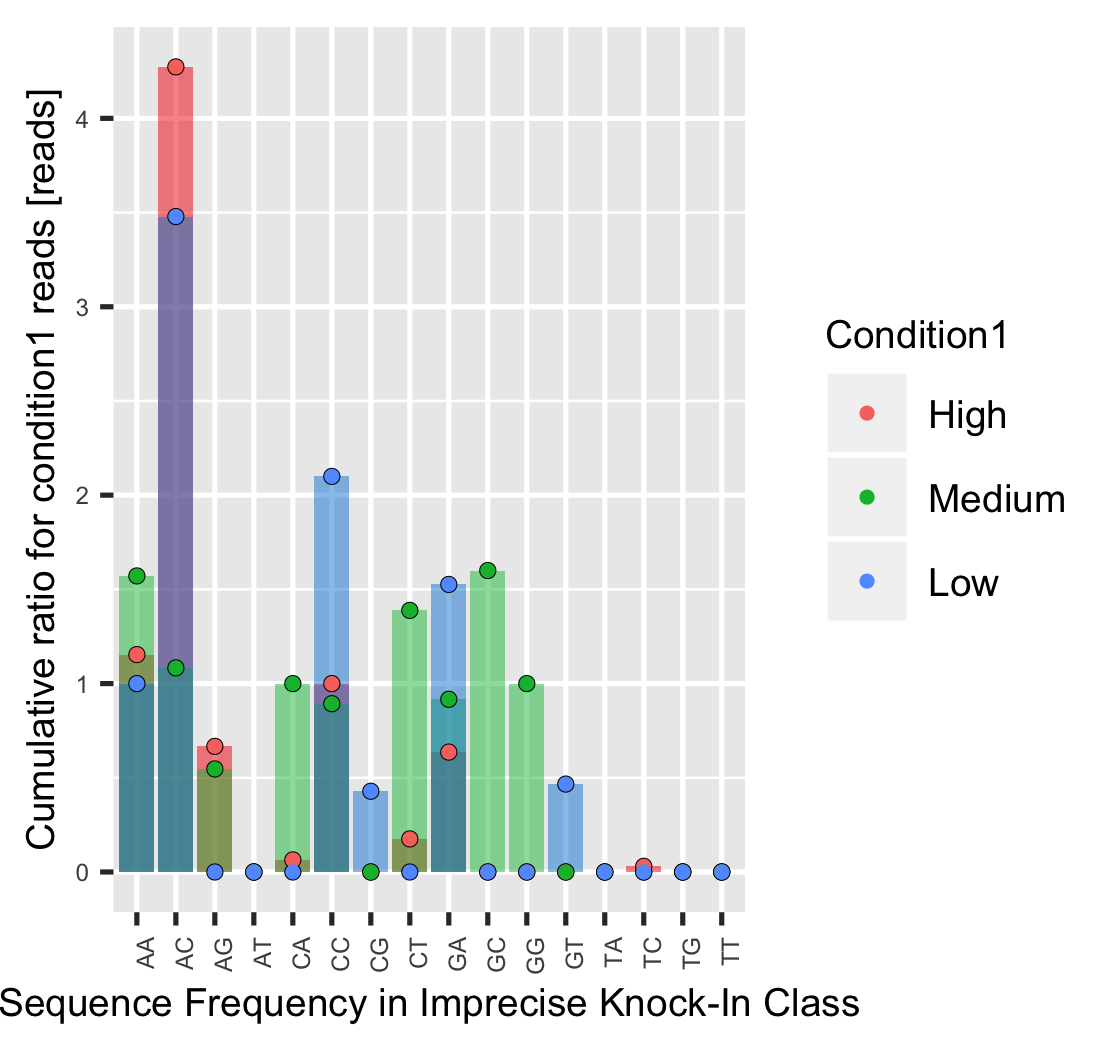 Cumulative ratio for condition1 reads [reads]
4
3
2
1
0
AA AC AG AT CA CC CG CT GA GC GG GT TA TC TG TT
Sequence Frequency in Imprecise Knock-In Class
Condition1
High
Medium
Low